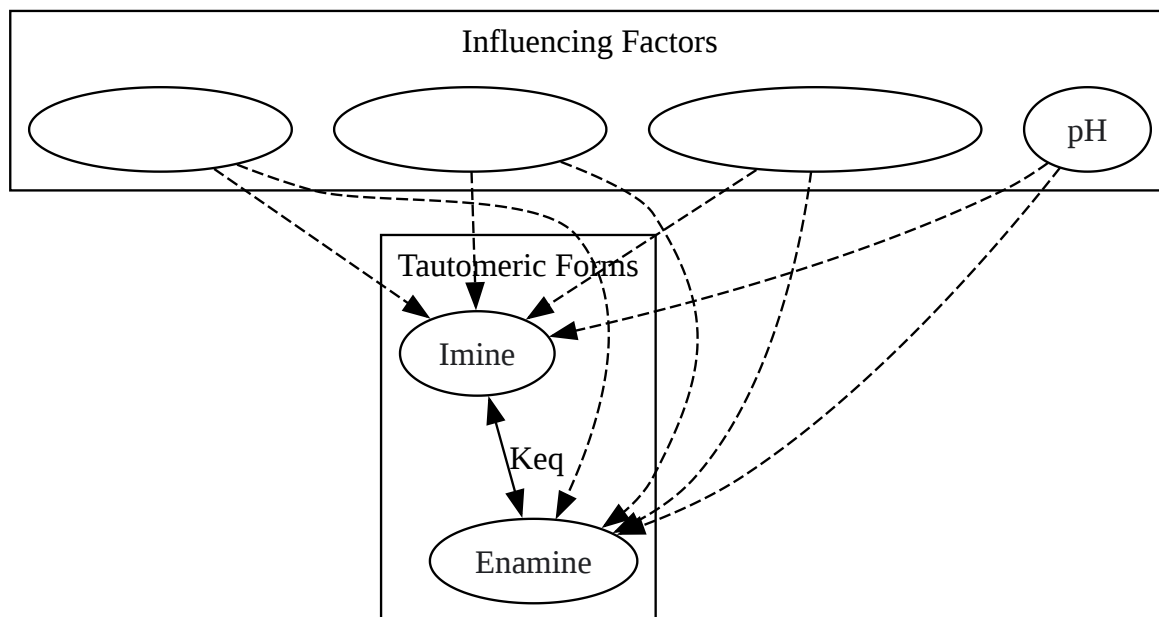 Influencing Factors
pH
Tautomeric Forms
Imine
Keq
Enamine